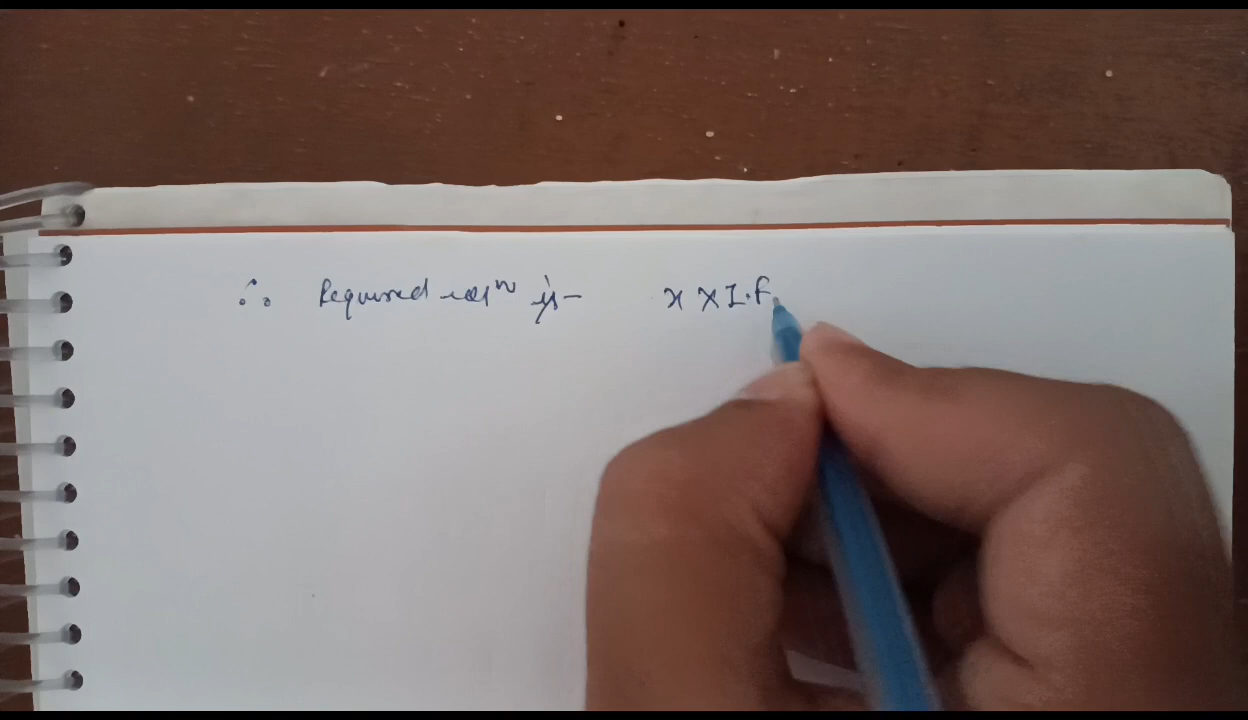 ∴ Required solⁿ is– x × I.F